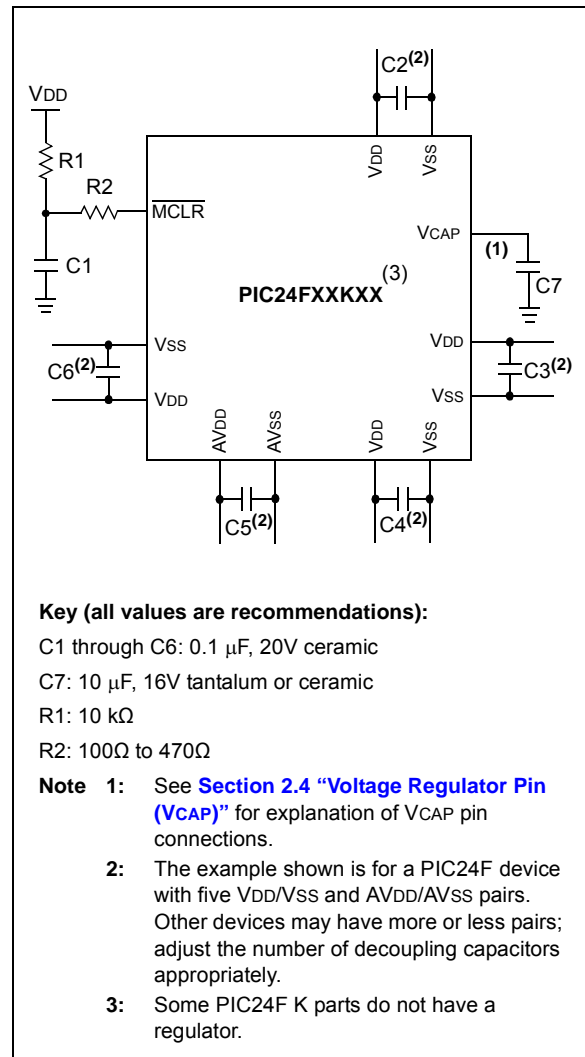 C2(2)
VDD
R1
R2
C1
MCLR
VDD
VSS
VCAP
(1)
C7
PIC24FXXKXX(3)
VSS
VDD
C6(2)
VDD
VSS
C3(2)
AVDD
AVSS
VDD
VSS
C5(2)
C4(2)
Key (all values are recommendations):
C1 through C6: 0.1 μF, 20V ceramic
C7: 10 μF, 16V tantalum or ceramic
R1: 10 kΩ
R2: 100Ω to 470Ω
Note 1: See Section 2.4 “Voltage Regulator Pin
(VCAP)” for explanation of VCAP pin
connections.
2: The example shown is for a PIC24F device
with five VDD/VSS and AVDD/AVSS pairs.
Other devices may have more or less pairs;
adjust the number of decoupling capacitors
appropriately.
3: Some PIC24F K parts do not have a
regulator.